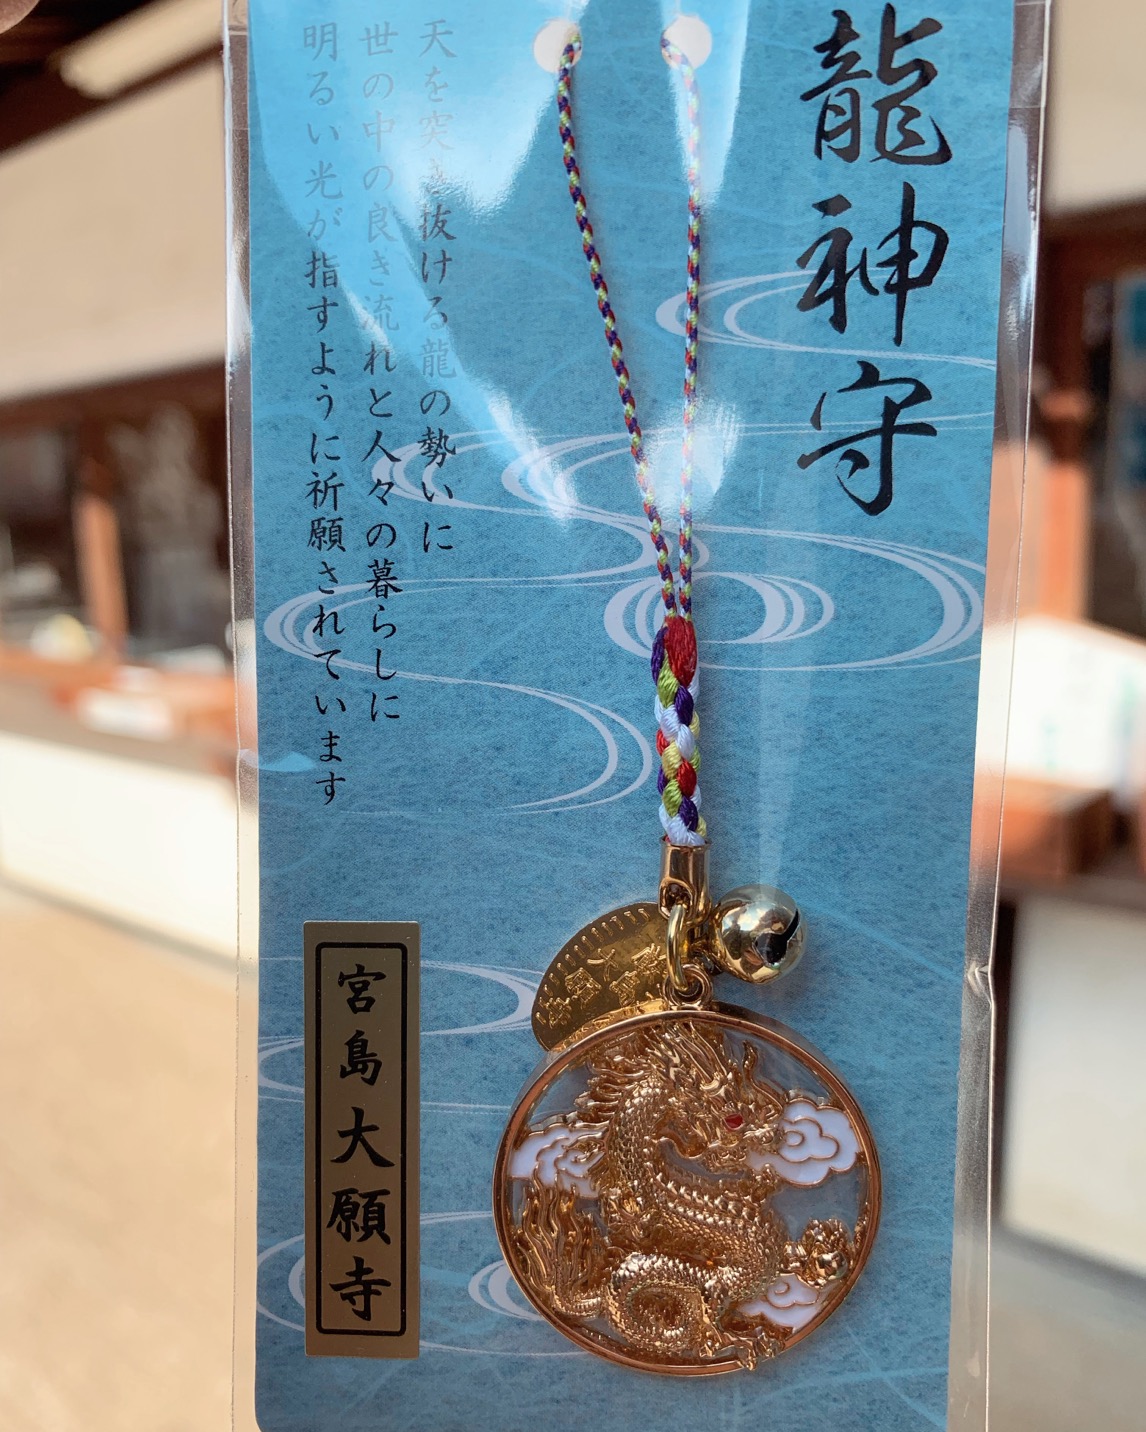 龍神守
天を突き抜ける龍の勢いに
世の中の良き流れと人々の暮らしに
明るい光が指すように祈願されています
宮島大願寺